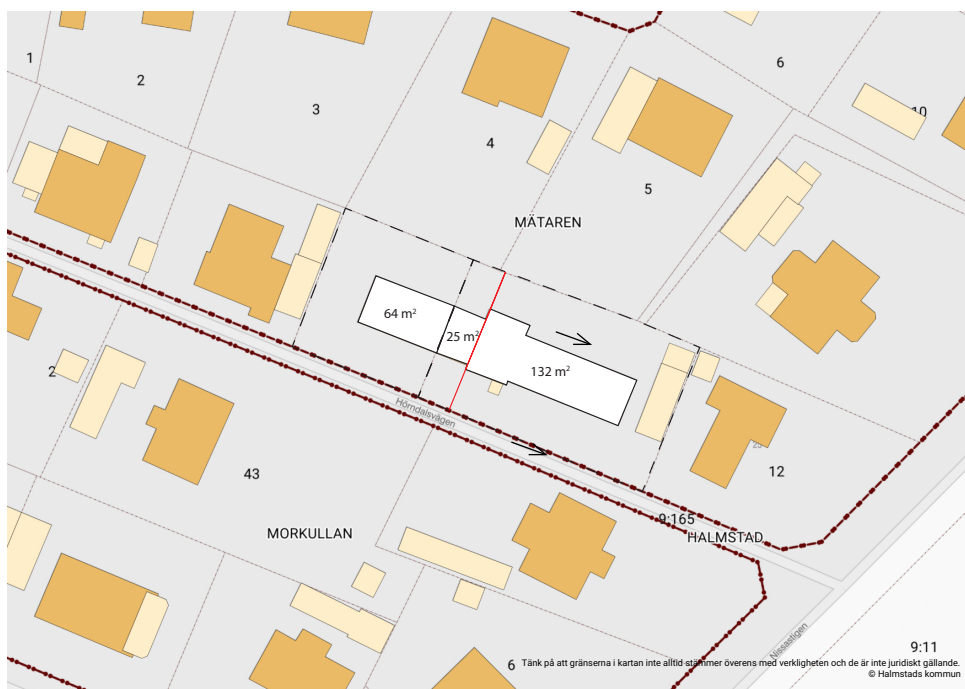 6
1
2
10
3
4
5
MÄTAREN
64 m²
25 m²
132 m²
2
Hörndalsvägen
25
43
12
9:165
MORKULLAN
HALMSTAD
Nissastigen
9:11
6
Tänk på att gränserna i kartan inte alltid stämmer överens med verkligheten och de är inte juridiskt gällande.
© Halmstads kommun